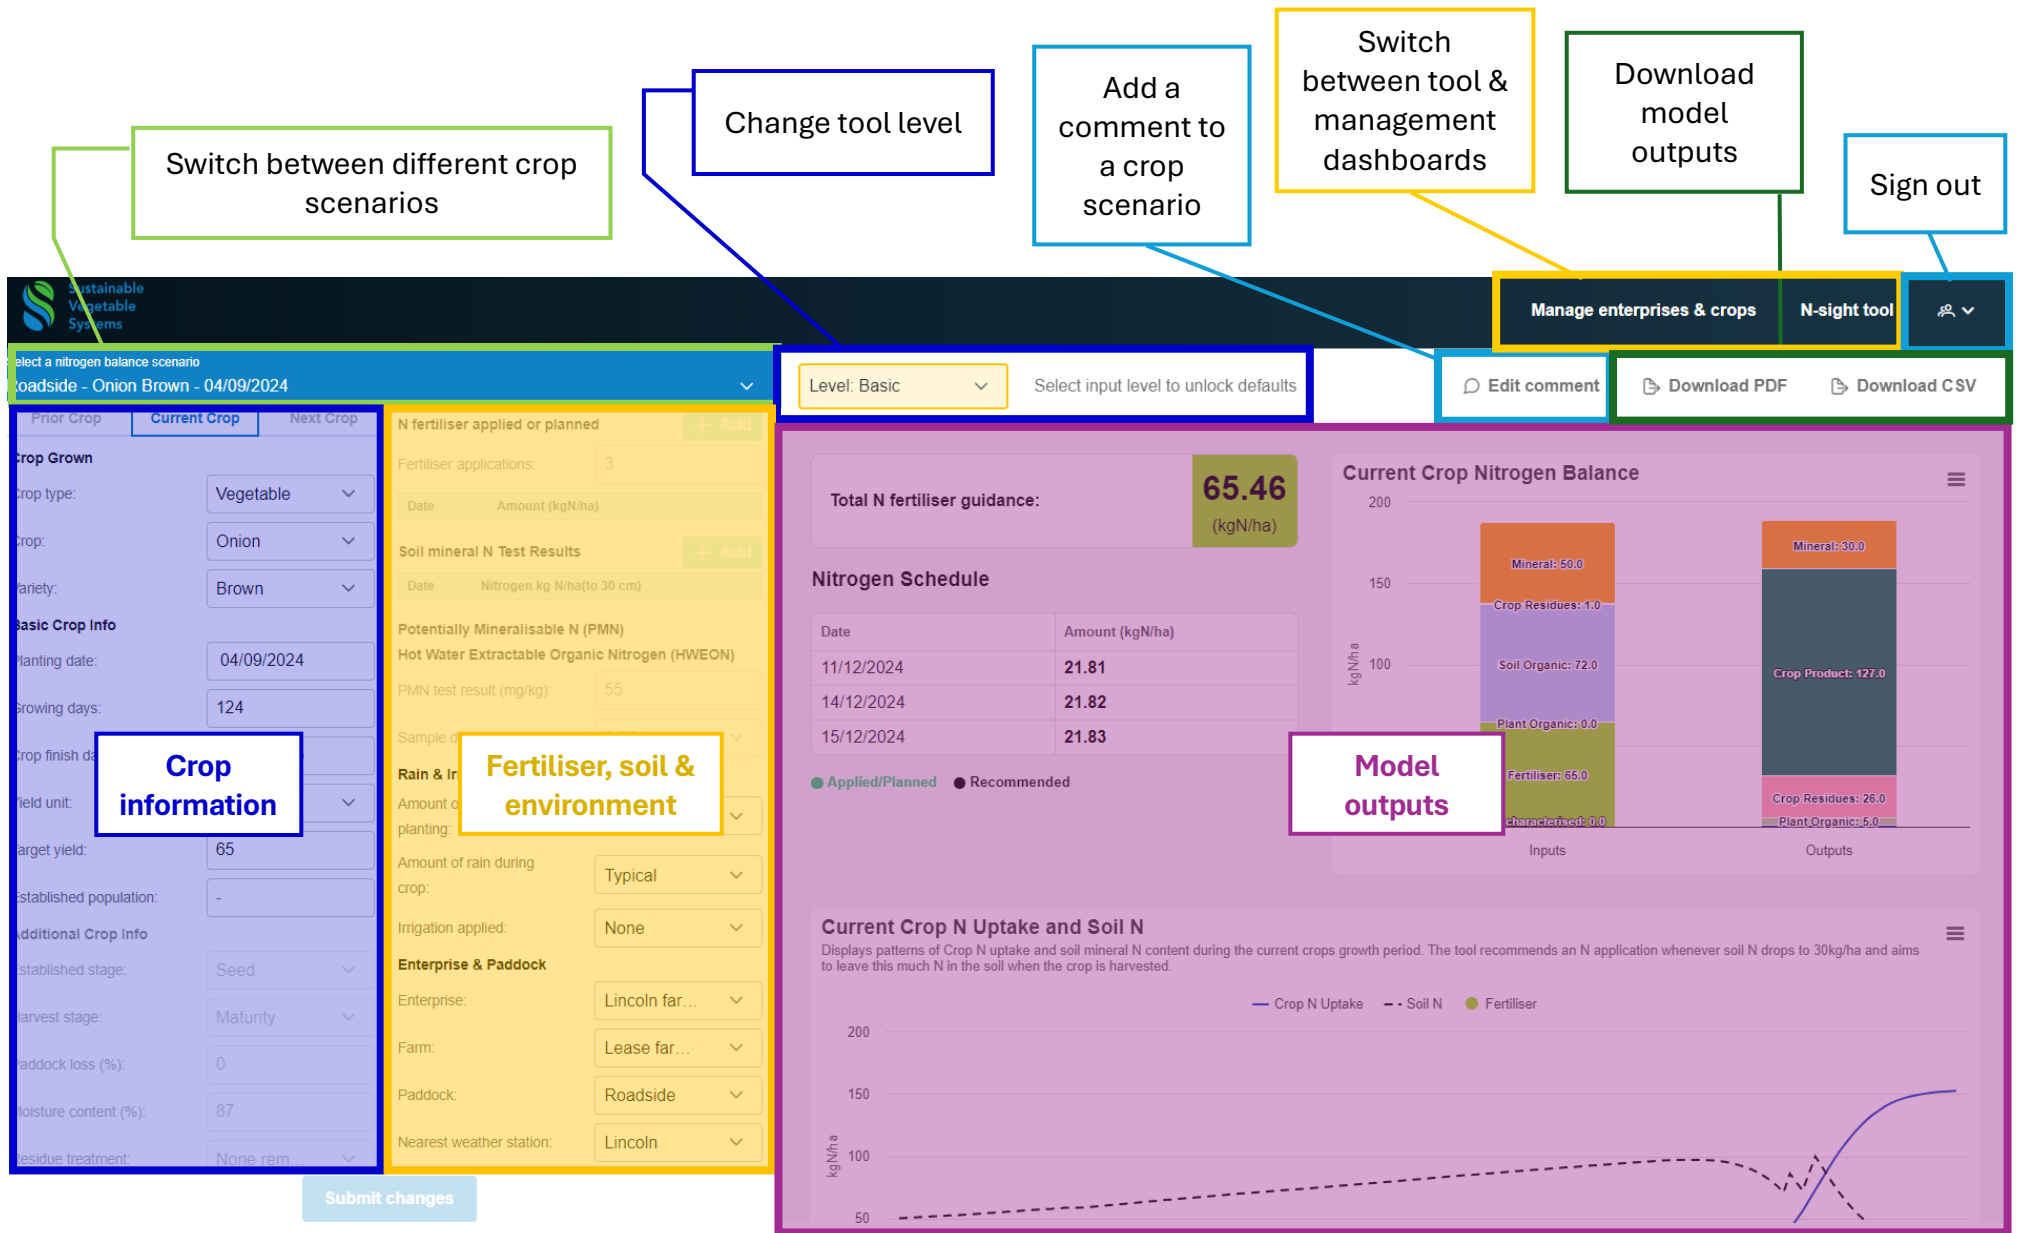 Switch between different crop
scenarios
Change tool level
Add a
comment to
a crop
scenario
Switch
between tool &
management
dashboards
Download
model
outputs
Sign out
Sustainable
Vegetable
Systems
Manage enterprises & crops
N-sight tool
Select a nitrogen balance scenario
Roadside - Onion Brown - 04/09/2024
Level: Basic
Select input level to unlock defaults
Edit comment
Download PDF
Download CSV
Prior Crop
Current Crop
Next Crop
Crop Grown
Crop type:
Vegetable
Crop:
Onion
Variety:
Brown
Basic Crop Info
Planting date:
04/09/2024
Growing days:
124
Crop finish da
Yield unit:
Target yield:
65
Established population:
-
Additional Crop Info
Established stage:
Seed
Harvest stage:
Maturity
Paddock loss (%):
0
Moisture content (%):
87
Residue treatment:
None rem...
Crop
information
Submit changes
N fertiliser applied or planned
+ Add
Fertiliser applications:
3
Date
Amount (kgN/ha)
Soil mineral N Test Results
+ Add
Date
Nitrogen kg N/ha(to 30 cm)
Potentially Mineralisable N (PMN)
Hot Water Extractable Organic Nitrogen (HWEON)
PMN test result (mg/kg):
55
Sample d
Rain & Ir
Amount o
planting:
Fertiliser, soil &
environment
Amount of rain during
crop:
Typical
Irrigation applied:
None
Enterprise & Paddock
Enterprise:
Lincoln far...
Farm:
Lease far...
Paddock:
Roadside
Nearest weather station:
Lincoln
Total N fertiliser guidance:
65.46
(kgN/ha)
Nitrogen Schedule
Date
Amount (kgN/ha)
11/12/2024
21.81
14/12/2024
21.82
15/12/2024
21.83
Applied/Planned
Recommended
Model
outputs
Current Crop Nitrogen Balance
200
150
100
kgN/ha
Mineral: 50.0
Crop Residues: 1.0
Soil Organic: 72.0
Plant Organic: 0.0
Fertiliser: 65.0
characterised: 0.0
Mineral: 30.0
Crop Product: 127.0
Crop Residues: 26.0
Plant Organic: 5.0
Inputs
Outputs
Current Crop N Uptake and Soil N
Displays patterns of Crop N uptake and soil mineral N content during the current crops growth period. The tool recommends an N application whenever soil N drops to 30kg/ha and aims
to leave this much N in the soil when the crop is harvested.
Crop N Uptake
Soil N
Fertiliser
200
150
100
50
kgN/ha